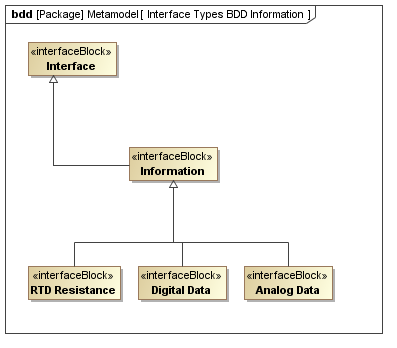 bdd [Package] Metamodel[ Interface Types BDD Information ]
«interfaceBlock»
Interface
«interfaceBlock»
Information
«interfaceBlock»
RTD Resistance
«interfaceBlock»
Digital Data
«interfaceBlock»
Analog Data